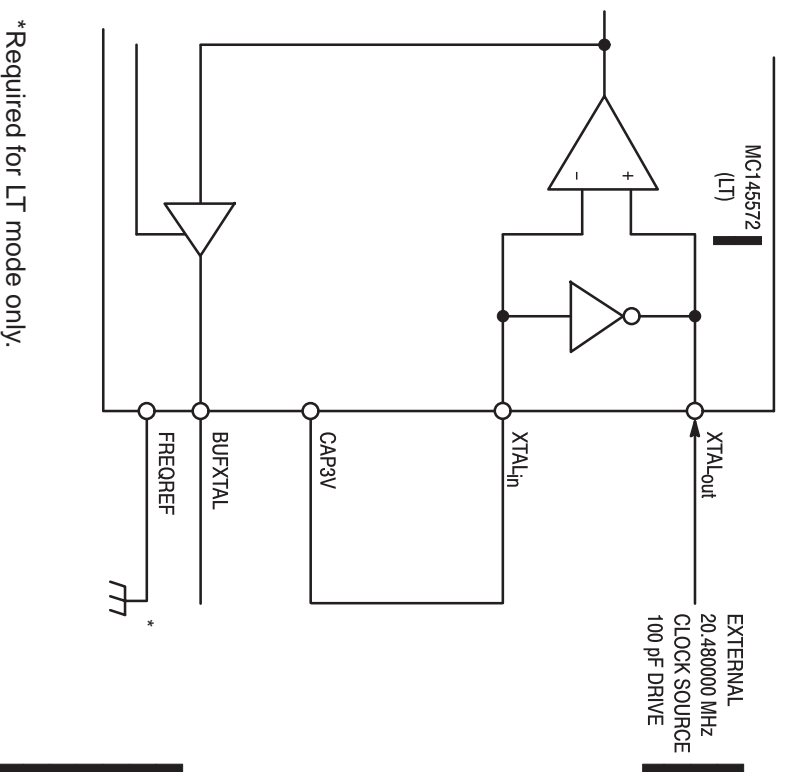 MC145572
(LT)
+
–
XTALout
EXTERNAL
20.480000 MHz
CLOCK SOURCE
100 pF DRIVE
XTALin
CAP3V
BUFXTAL
FREQREF
*
*Required for LT mode only.